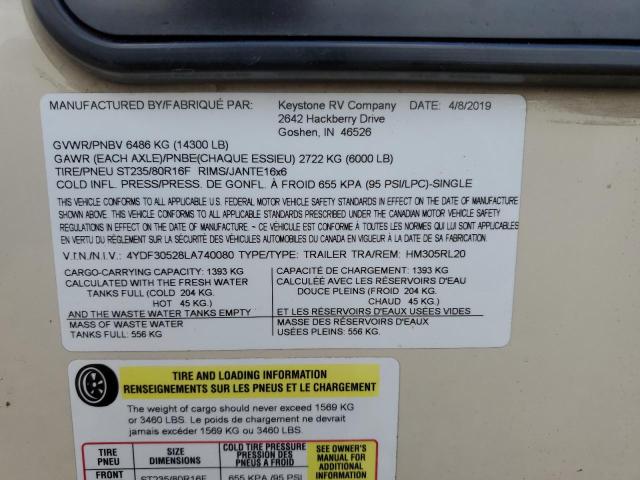 MANUFACTURED BY/FABRIQUÉ PAR: Keystone RV Company DATE: 4/8/2019
2642 Hackberry Drive
Goshen, IN 46526
GVWR/PNBV 6486 KG (14300 LB)
GAWR (EACH AXLE)/PNBE(CHAQUE ESSIEU) 2722 KG (6000 LB)
TIRE/PNEU ST235/80R16F RIMS/JANTE16x6
COLD INFL. PRESS/PRESS. DE GONFL. À FROID 655 KPA (95 PSI/LPC)-SINGLE
THIS VEHICLE CONFORMS TO ALL APPLICABLE U.S. FEDERAL MOTOR VEHICLE SAFETY STANDARDS IN EFFECT ON THE DATE OF MANUFACTURE
SHOWN ABOVE. THIS VEHICLE CONFORMS TO ALL APPLICABLE STANDARDS PRESCRIBED UNDER THE CANADIAN MOTOR VEHICLE SAFETY
REGULATIONS IN EFFECT ON THE DATE OF MANUFACTURE. / CE VÉHICULE EST CONFORME À TOUTES LES NORMES QUI LUI SONT APPLICABLES
EN VERTU DU RÈGLEMENT SUR LA SÉCURITÉ DES VÉHICULES AUTOMOBILES DU CANADA EN VIGUEUR À LA DATE DE SA FABRICATION.
V.I.N./N.I.V.: 4YDF30528LA740080 TYPE/TYPE: TRAILER TRA/REM: HM305RL20
CARGO-CARRYING CAPACITY: 1393 KG
CALCULATED WITH THE FRESH WATER
TANKS FULL (COLD 204 KG.
HOT 45 KG.)
AND THE WASTE WATER TANKS EMPTY
MASS OF WASTE WATER
TANKS FULL: 556 KG
CAPACITÉ DE CHARGEMENT: 1393 KG
CALCULÉE AVEC LES RÉSERVOIRS D'EAU
DOUCE PLEINS (FROID 204 KG.
CHAUD 45 KG.)
ET LES RÉSERVOIRS D'EAUX USÉES VIDES
MASSE DES RÉSERVOIRS D'EAUX
USÉES PLEINS: 556 KG.
TIRE AND LOADING INFORMATION
RENSEIGNEMENTS SUR LES PNEUS ET LE CHARGEMENT
The weight of cargo should never exceed 1569 KG
or 3460 LBS. Le poids de chargement ne devrait
jamais excéder 1569 KG or 3460 LBS.
TIRE
PNEU
SIZE
DIMENSIONS
COLD TIRE PRESSURE
PRESSION DES PNEUS
A FROID
SEE OWNER'S
MANUAL FOR
ADDITIONAL
INFORMATION
FRONT
ST235/80R16F
655 KPA (95 PSI